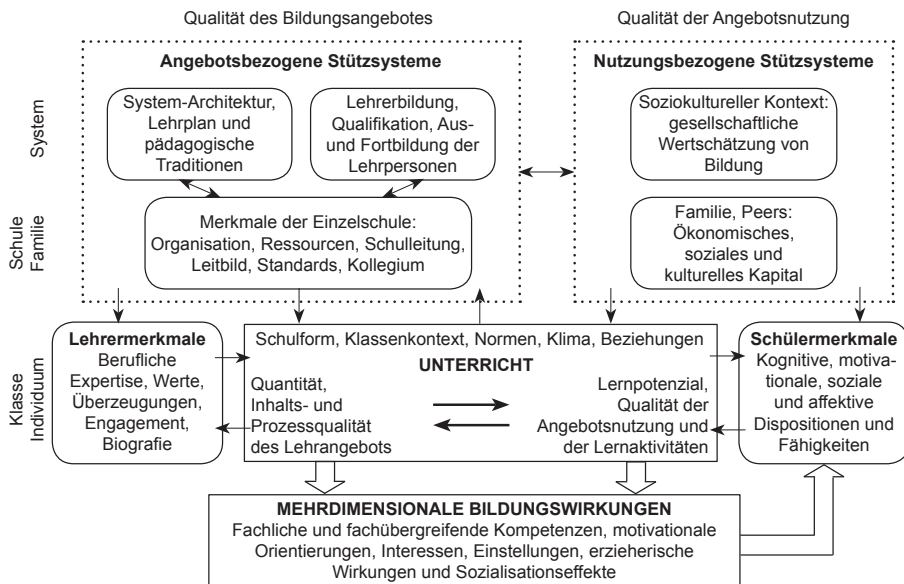 Qualität des Bildungsangebotes
Qualität der Angebotsnutzung
System
Angebotsbezogene Stützsysteme
System-Architektur,
Lehrplan und
pädagogische
Traditionen
Lehrerbildung,
Qualifikation, Aus-
und Fortbildung der
Lehrpersonen
Nutzungsbezogene Stützsysteme
Soziokultureller Kontext:
gesellschaftliche
Wertschätzung von
Bildung
Schule
Familie
Merkmale der Einzelschule:
Organisation, Ressourcen, Schulleitung,
Leitbild, Standards, Kollegium
Familie, Peers:
Ökonomisches,
soziales und
kulturelles Kapital
Klasse
Individuum
Lehrermerkmale
Berufliche
Expertise, Werte,
Überzeugungen,
Engagement,
Biografie
Schulform, Klassenkontext, Normen, Klima, Beziehungen
UNTERRICHT
Quantität,
Inhalts- und
Prozessqualität
des Lehrangebots
Lernpotenzial,
Qualität der
Angebotsnutzung und
der Lernaktivitäten
Schülermerkmale
Kognitive, motiva-
tionale, soziale
und affektive
Dispositionen und
Fähigkeiten
MEHRDIMENSIONALE BILDUNGSWIRKUNGEN
Fachliche und fachübergreifende Kompetenzen, motivationale
Orientierungen, Interessen, Einstellungen, erzieherische
Wirkungen und Sozialisationseffekte